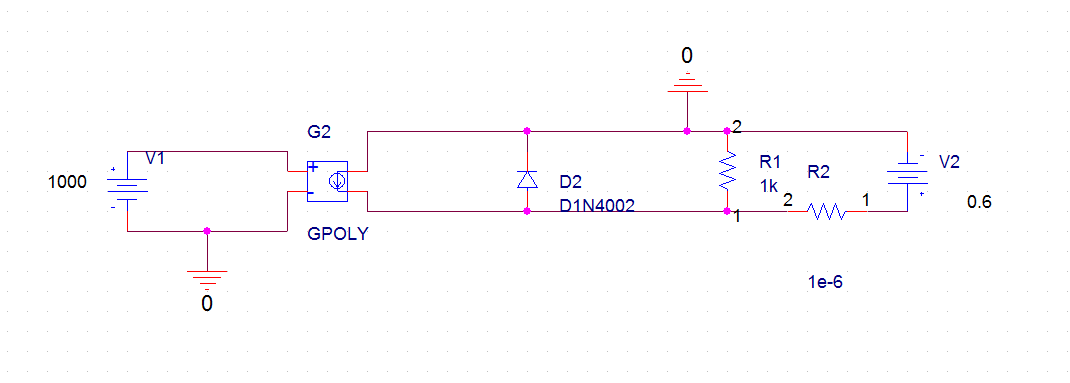 0
2
G2
V1
+
-
1000
+
-
GPOLY
0
D2
D1N4002
R1
1k
1
2
R2
1
1e-6
-
V2
+
0.6